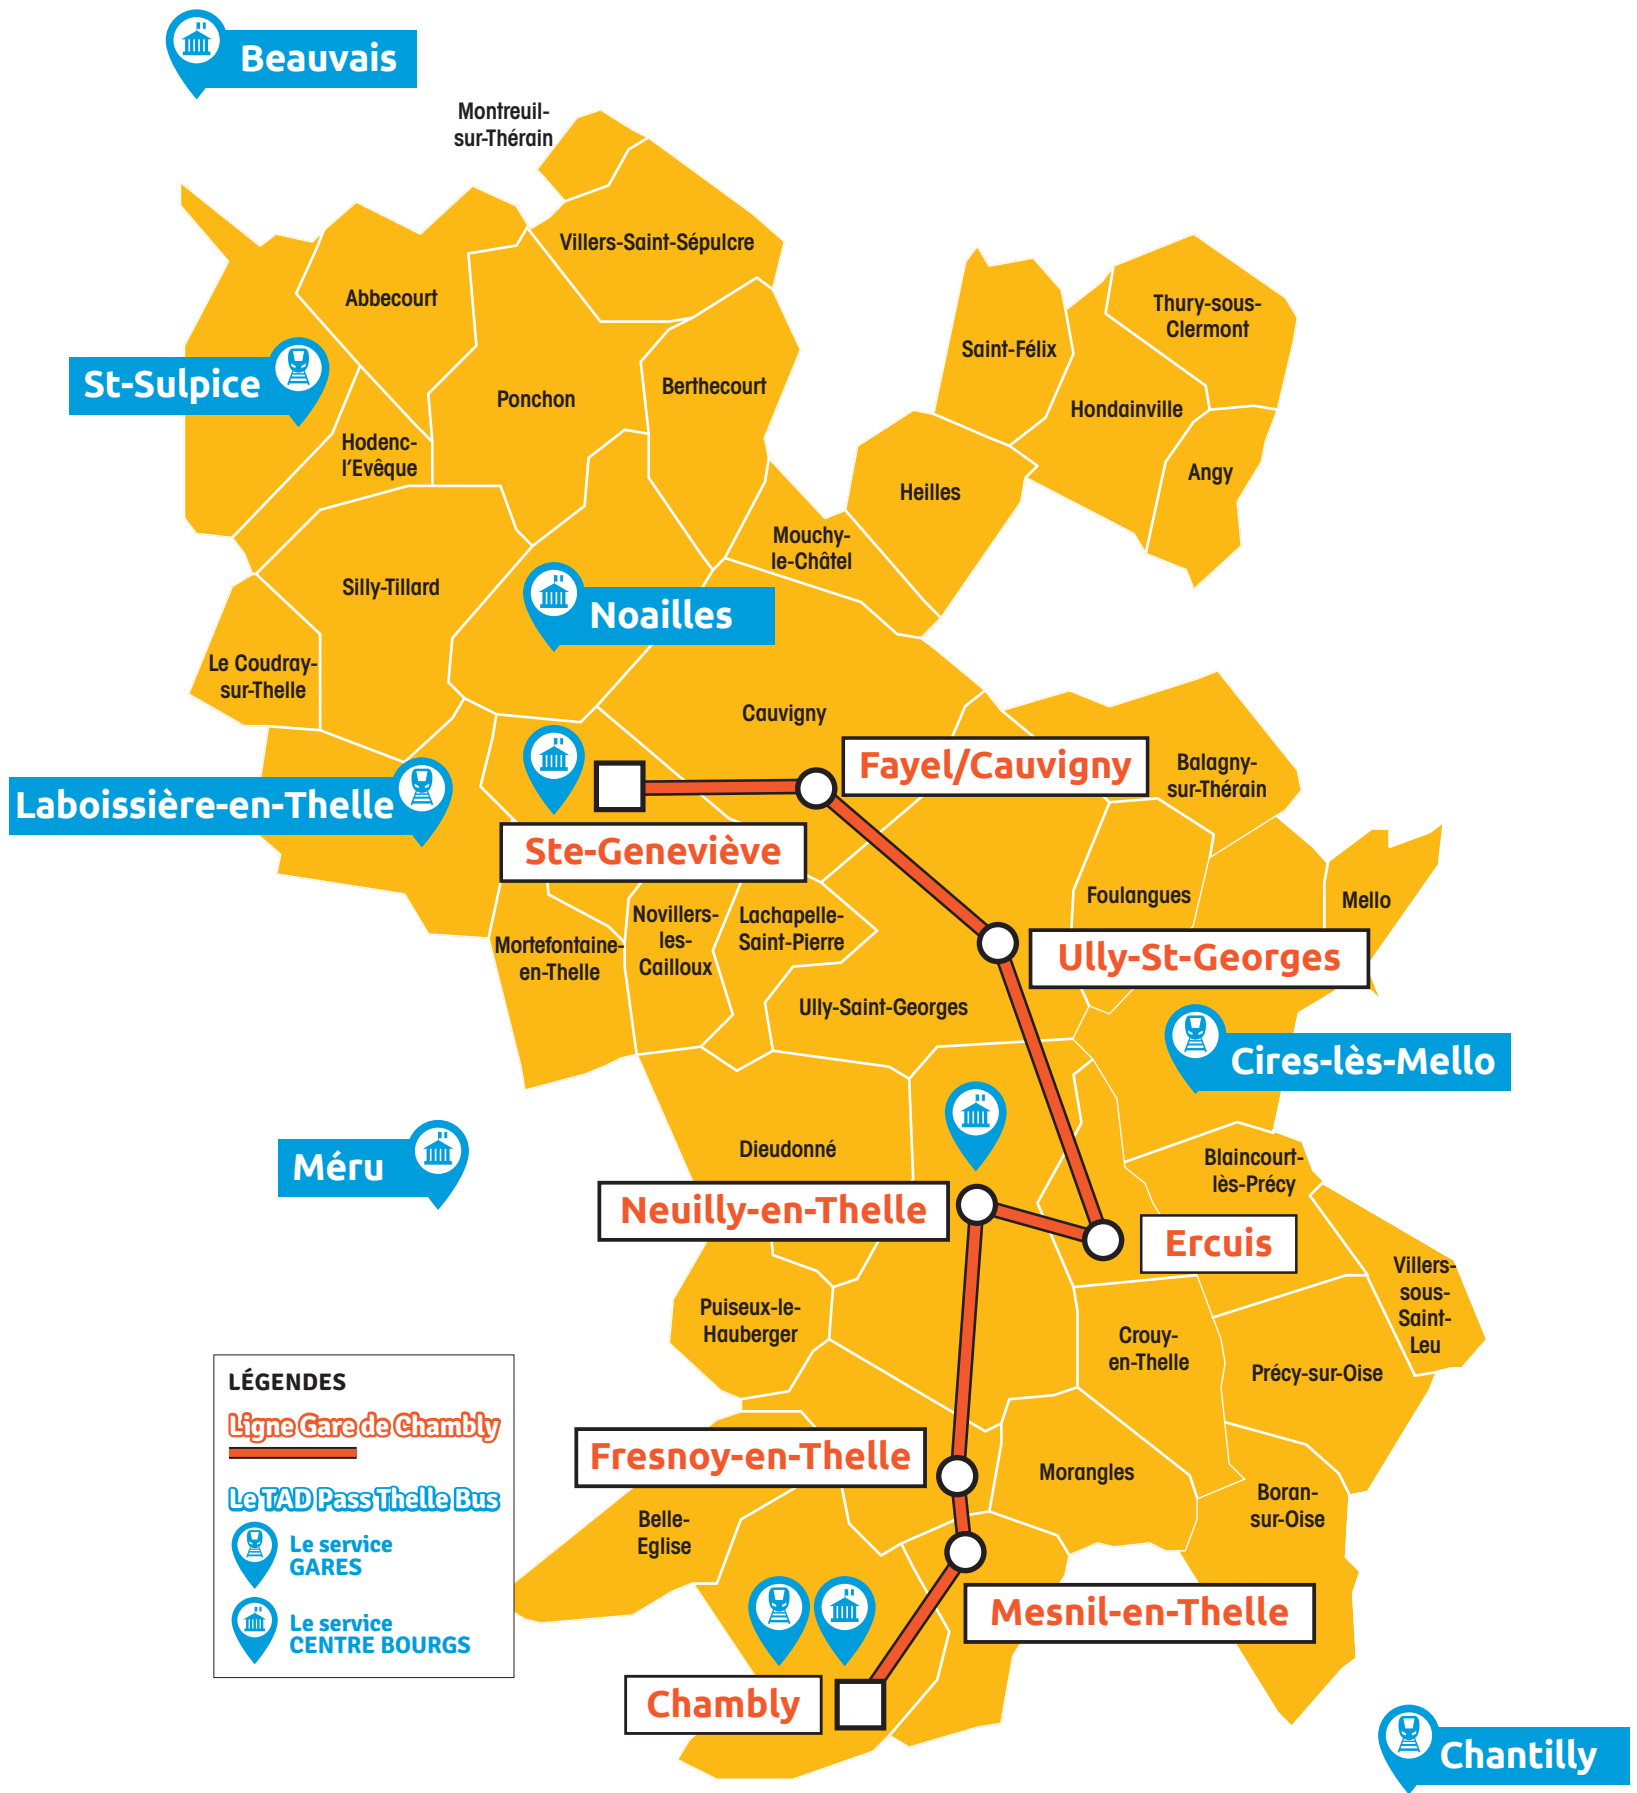 Beauvais
Montreuil-
sur-Thérain
Villers-Saint-Sépulcre
Abbecourt
Thury-sous-
Clermont
Saint-Félix
St-Sulpice
Ponchon
Berthecourt
Hondainville
Hodenc-
l'Evêque
Angy
Heilles
Mouchy-
le-Châtel
Silly-Tillard
Noailles
Le Coudray-
sur-Thelle
Cauvigny
Fayel/Cauvigny
Balagny-
sur-Thérain
Laboissière-en-Thelle
Ste-Geneviève
Foulangues
Mello
Novillers-
les-
Cailloux
Lachapelle-
Saint-Pierre
Mortefontaine-
en-Thelle
Ully-St-Georges
Ully-Saint-Georges
Cires-lès-Mello
Dieudonné
Méru
Blaincourt-
lès-Précy
Neuilly-en-Thelle
Ercuis
Villers-
sous-
Saint-
Leu
Puiseux-le-
Hauberger
Crouy-
en-Thelle
Précy-sur-Oise
LÉGENDES
Ligne Gare de Chambly
Le TAD Pass Thelle Bus
Le service
GARES
Le service
CENTRE BOURGS
Fresnoy-en-Thelle
Morangles
Boran-
sur-Oise
Belle-
Eglise
Mesnil-en-Thelle
Chambly
Chantilly